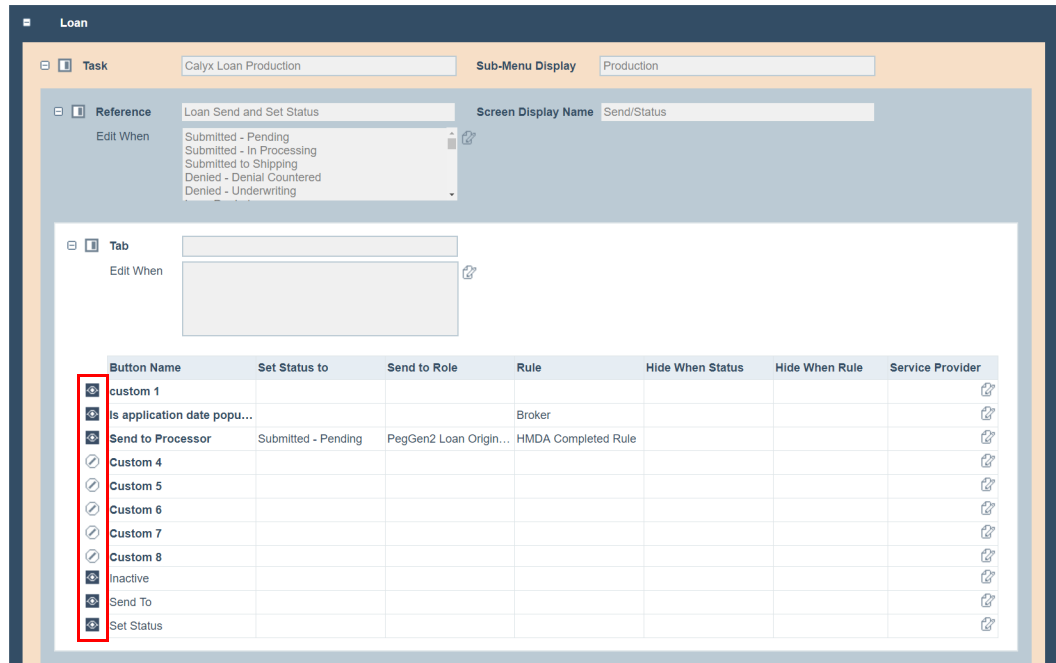 Loan
Task Calyx Loan Production Sub-Menu Display Production
Reference Loan Send and Set Status Screen Display Name Send/Status
Edit When Submitted - Pending
Submitted - In Processing
Submitted to Shipping
Denied - Denial Countered
Denied - Underwriting
Tab
Edit When
Button Name Set Status to Send to Role Rule Hide When Status Hide When Rule Service Provider
custom 1
Is application date popu... Broker
Send to Processor Submitted - Pending PegGen2 Loan Origin... HMDA Completed Rule
Custom 4
Custom 5
Custom 6
Custom 7
Custom 8
Inactive
Send To
Set Status